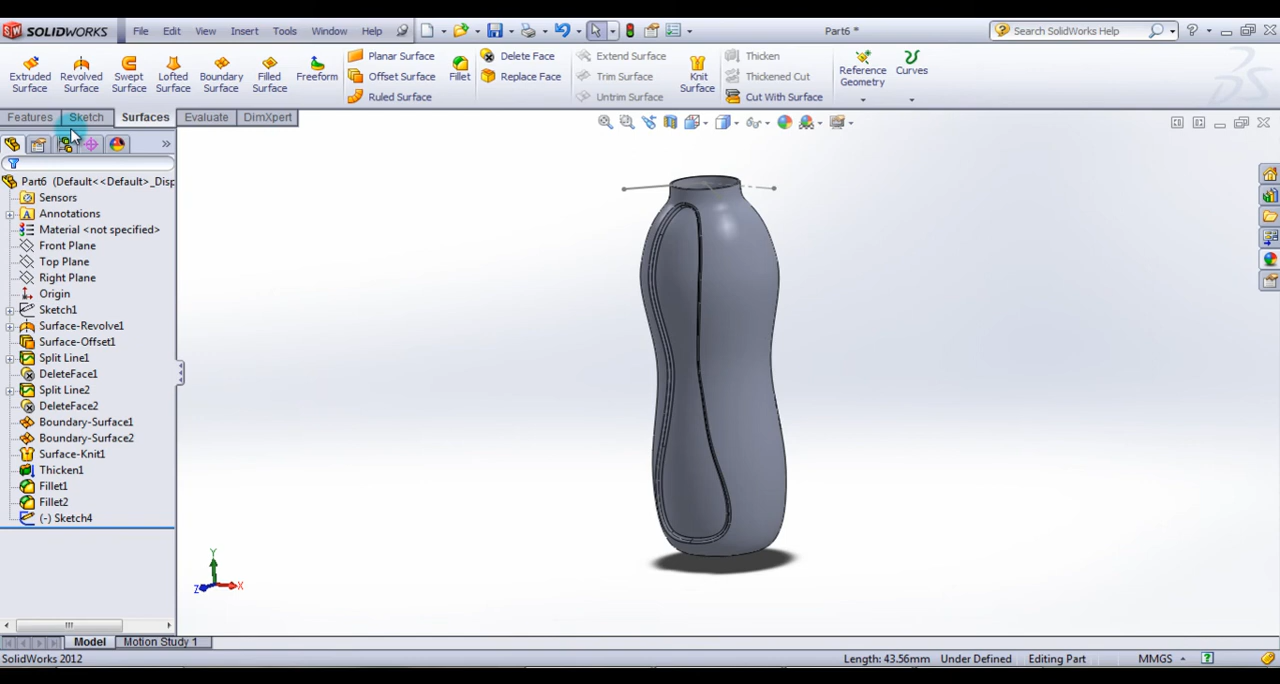 SOLIDWORKS File Edit View Insert Tools Window Help Part6 * Search SolidWorks Help
Extruded Surface
Revolved Surface
Swept Surface
Lofted Surface
Boundary Surface
Filled Surface
Freeform
Planar Surface
Offset Surface
Ruled Surface
Fillet
Delete Face
Replace Face
Knit Surface
Extend Surface
Trim Surface
Untrim Surface
Thicken
Thickened Cut
Cut With Surface
Reference Geometry
Curves
Features Sketch Surfaces Evaluate DimXpert
Part6 (Default<<Default>_Disp
Sensors
Annotations
Material <not specified>
Front Plane
Top Plane
Right Plane
Origin
Sketch1
Surface-Revolve1
Surface-Offset1
Split Line1
DeleteFace1
Split Line2
DeleteFace2
Boundary-Surface1
Boundary-Surface2
Surface-Knit1
Thicken1
Fillet1
Fillet2
(-) Sketch4
Y
Z X
Model Motion Study 1
SolidWorks 2012 Length: 43.56mm Under Defined Editing Part MMGS